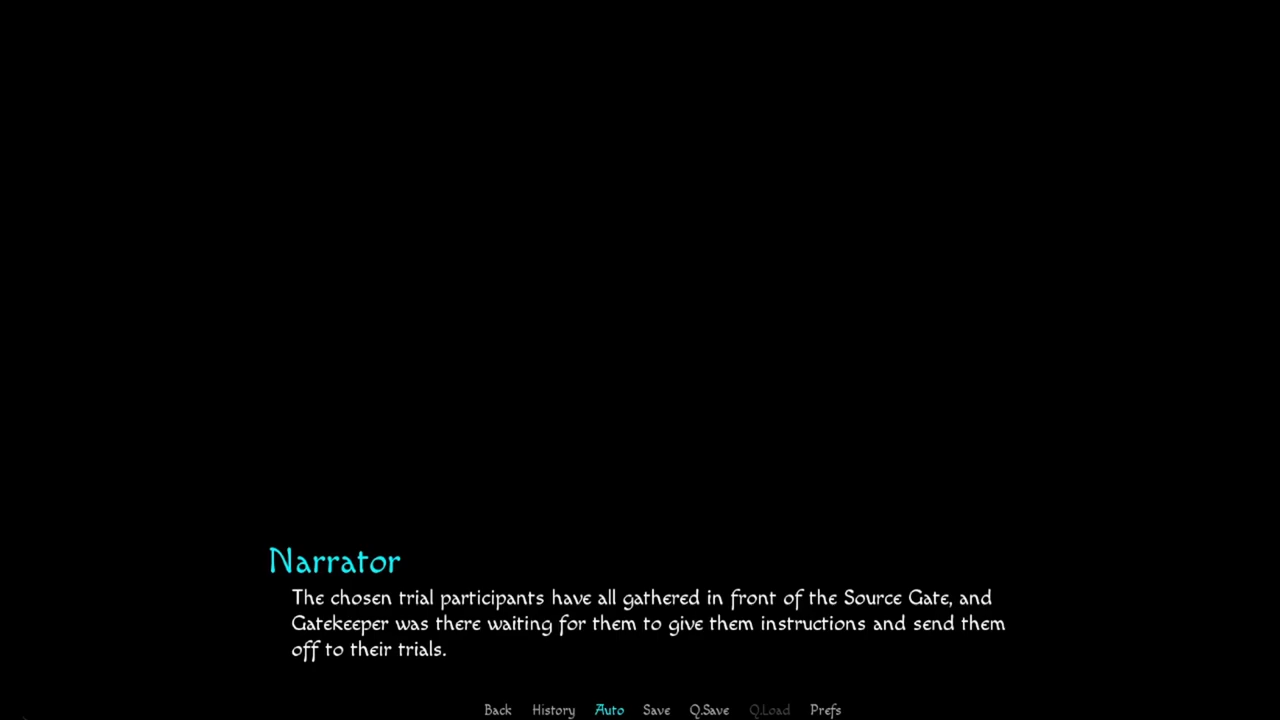 Narrator
The chosen trial participants have all gathered in front of the Source Gate, and
Gatekeeper was there waiting for them to give them instructions and send them
off to their trials.
Back History Auto Save Q.Save Q.Load Prefs